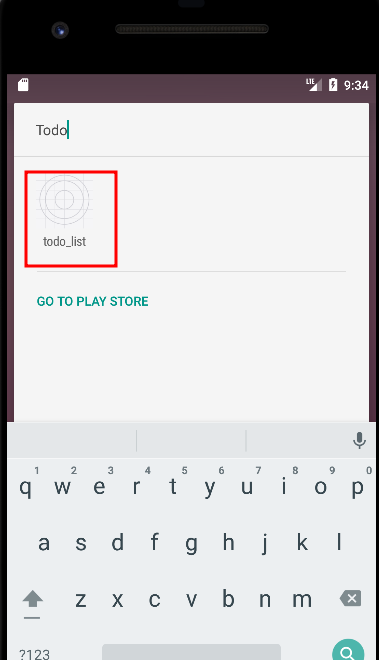 LTE 9:34
Todo
todo_list
GO TO PLAY STORE
1 2 3 4 5 6 7 8 9 0
q w e r t y u i o p
a s d f g h j k l
z x c v b n m
?123